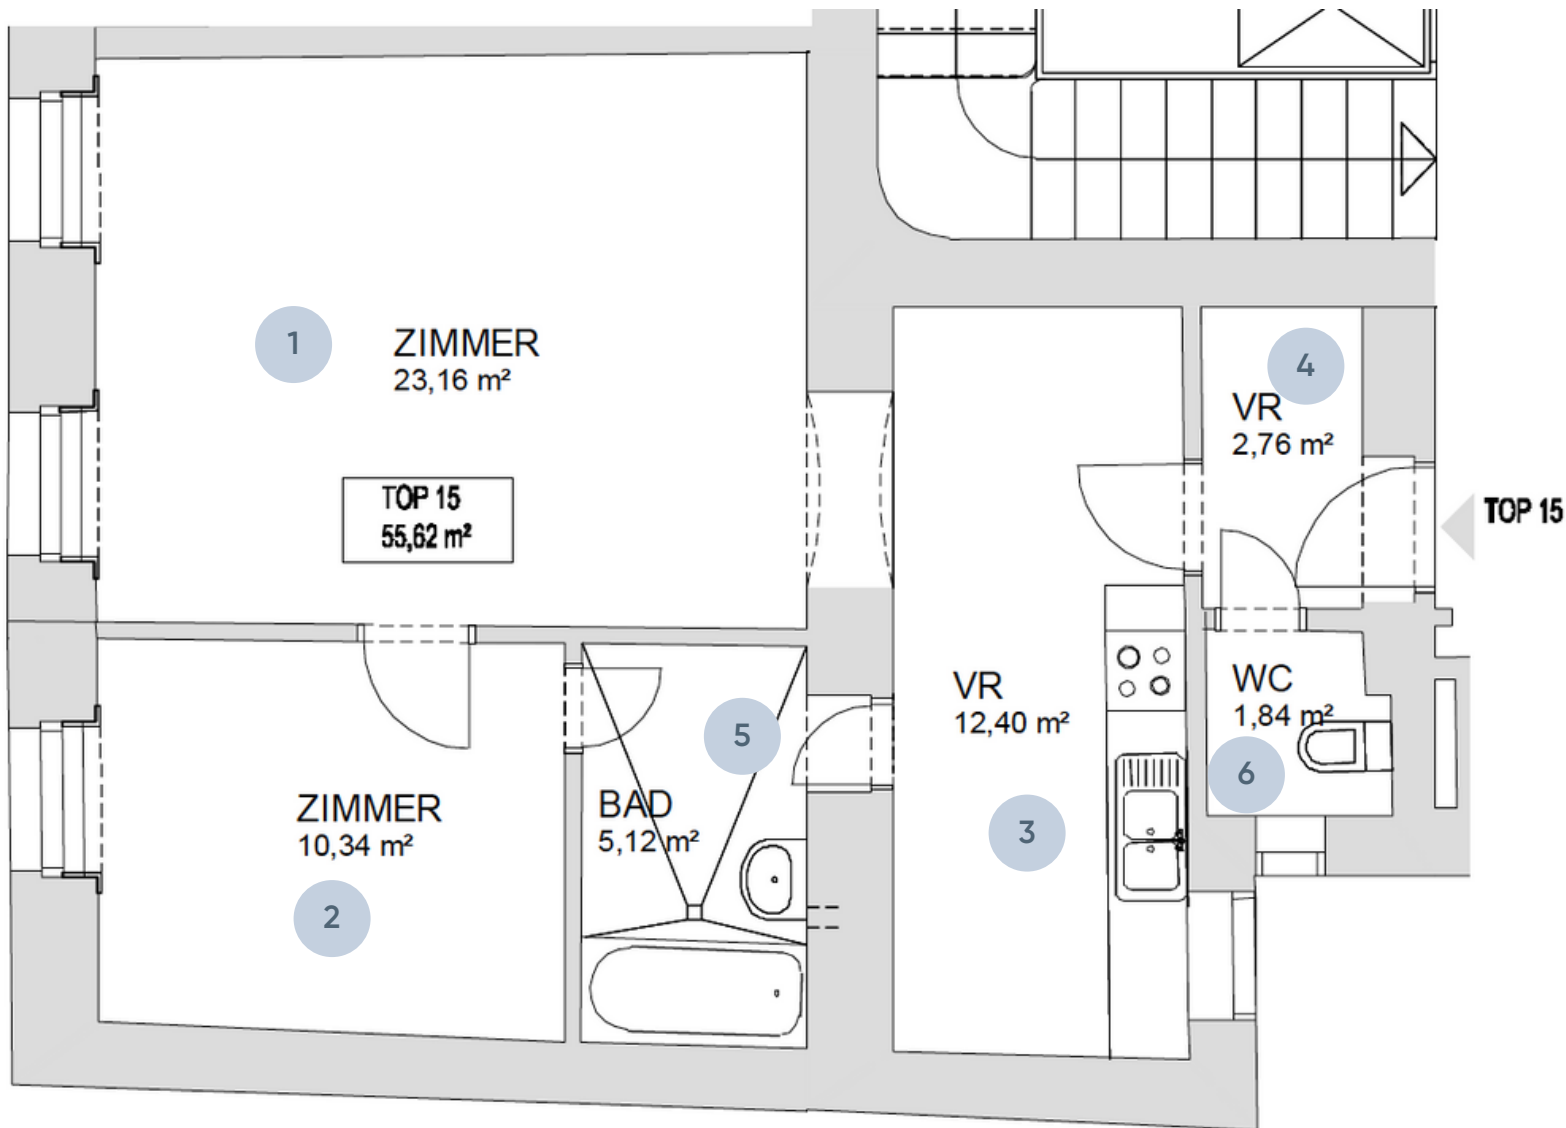 1
ZIMMER
23,16 m²
TOP 15
55,62 m²
4
VR
2,76 m²
TOP 15
VR
12,40 m²
WC
1,84 m²
6
5
BAD
5,12 m²
ZIMMER
10,34 m²
2
3